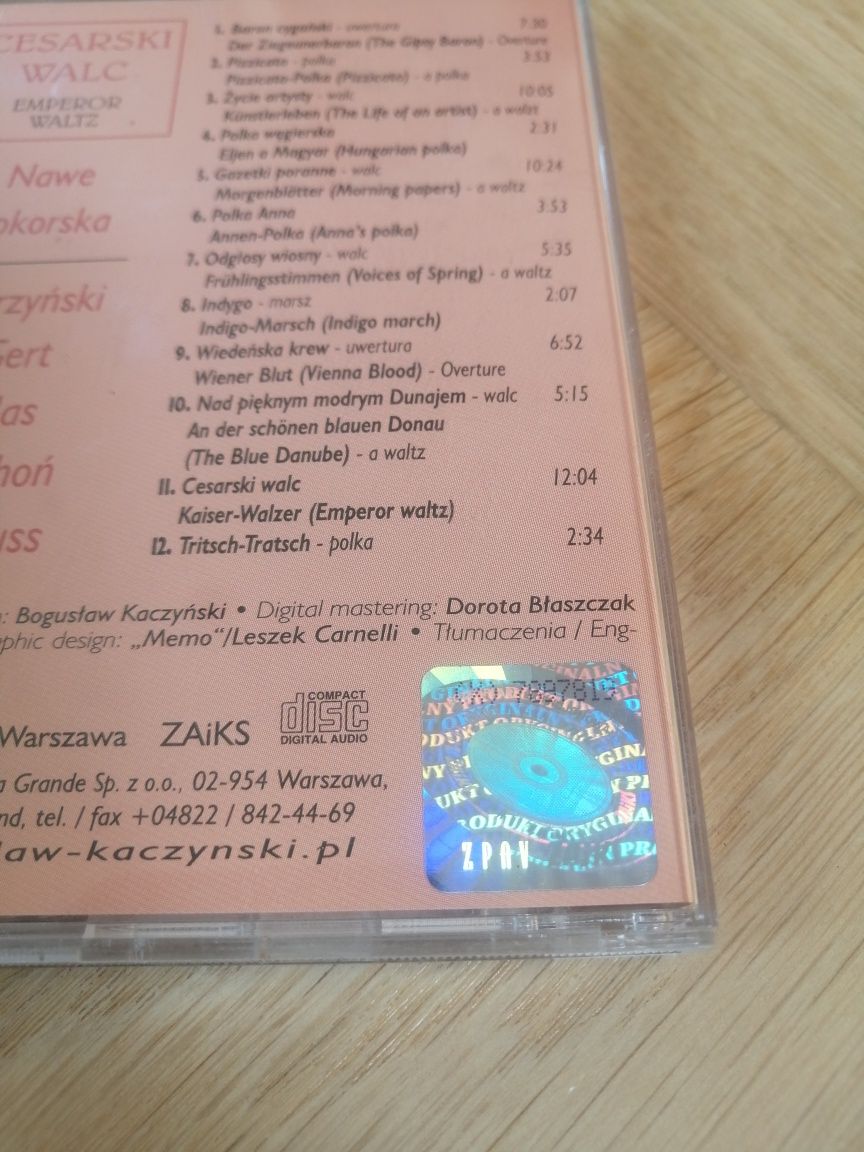 CESARSKI
WALC
EMPEROR
WALTZ
Nawe
okorska
rzyński
Gert
las
hoń
uss
1. Baron cygański - uwertura 7:30
Der Zigeunerbaron (The Gipsy Baron) - Overture
2. Pizzicato - polka 3:53
Pizzicato-Polka (Pizzicato) - a polka
3. Życie artysty - walc 10:05
Künstlerleben (The Life of an artist) - a waltz
4. Polka węgierska 2:31
Eljen a Magyar (Hungarian polka)
5. Gazetki poranne - walc 10:24
Morgenblätter (Morning papers) - a waltz
6. Polka Anna 3:53
Annen-Polka (Anna's polka)
7. Odgłosy wiosny - walc 5:35
Frühlingsstimmen (Voices of Spring) - a waltz
8. Indygo - marsz 2:07
Indigo-Marsch (Indigo march)
9. Wiedeńska krew - uwertura 6:52
Wiener Blut (Vienna Blood) - Overture
10. Nad pięknym modrym Dunajem - walc 5:15
An der schönen blauen Donau
(The Blue Danube) - a waltz
11. Cesarski walc 12:04
Kaiser-Walzer (Emperor waltz)
12. Tritsch-Tratsch - polka 2:34
: Bogusław Kaczyński • Digital mastering: Dorota Błaszczak
phic design: „Memo“/Leszek Carnelli • Tłumaczenia / Eng-
Warszawa ZAiKS COMPACT disc DIGITAL AUDIO
a Grande Sp. z o.o., 02-954 Warszawa,
nd, tel. / fax +04822 / 842-44-69
law-kaczynski.pl
PRODUKT ORYGINA
ZPAV